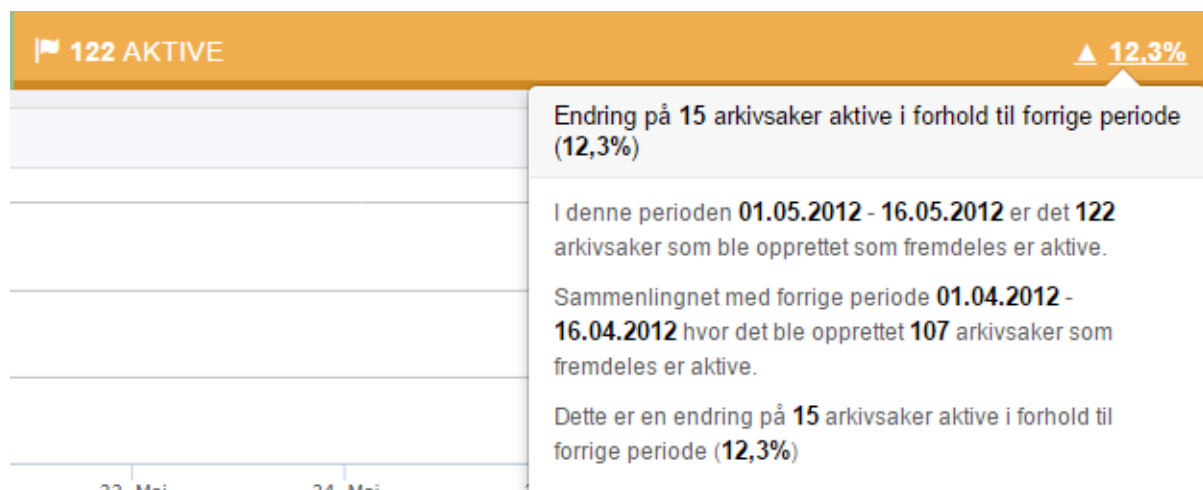 122 AKTIVE
▲ 12,3%
Endring på 15 arkivsaker aktive i forhold til forrige periode
(12,3%)
I denne perioden 01.05.2012 - 16.05.2012 er det 122
arkivsaker som ble opprettet som fremdeles er aktive.
Sammenlingnet med forrige periode 01.04.2012 -
16.04.2012 hvor det ble opprettet 107 arkivsaker som
fremdeles er aktive.
Dette er en endring på 15 arkivsaker aktive i forhold til
forrige periode (12,3%)